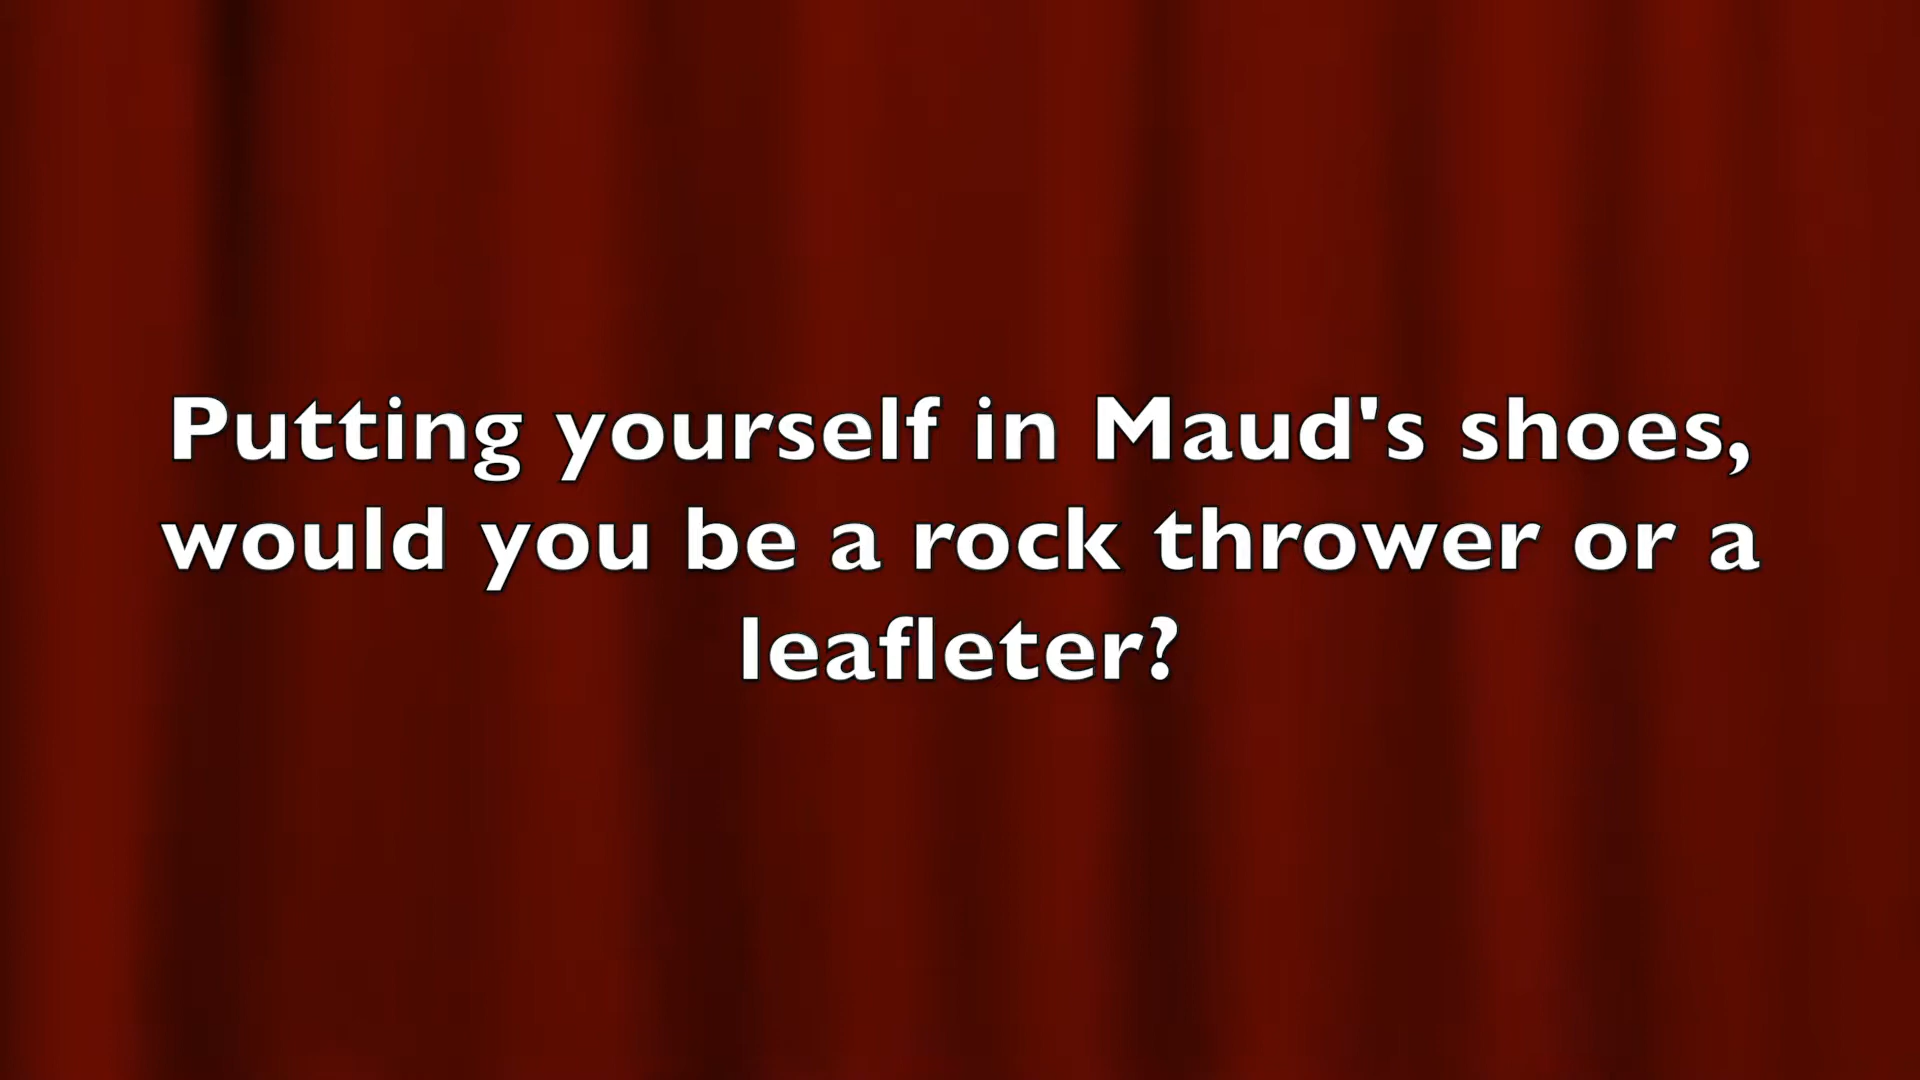 Putting yourself in Maud's shoes,
would you be a rock thrower or a
leafleter?